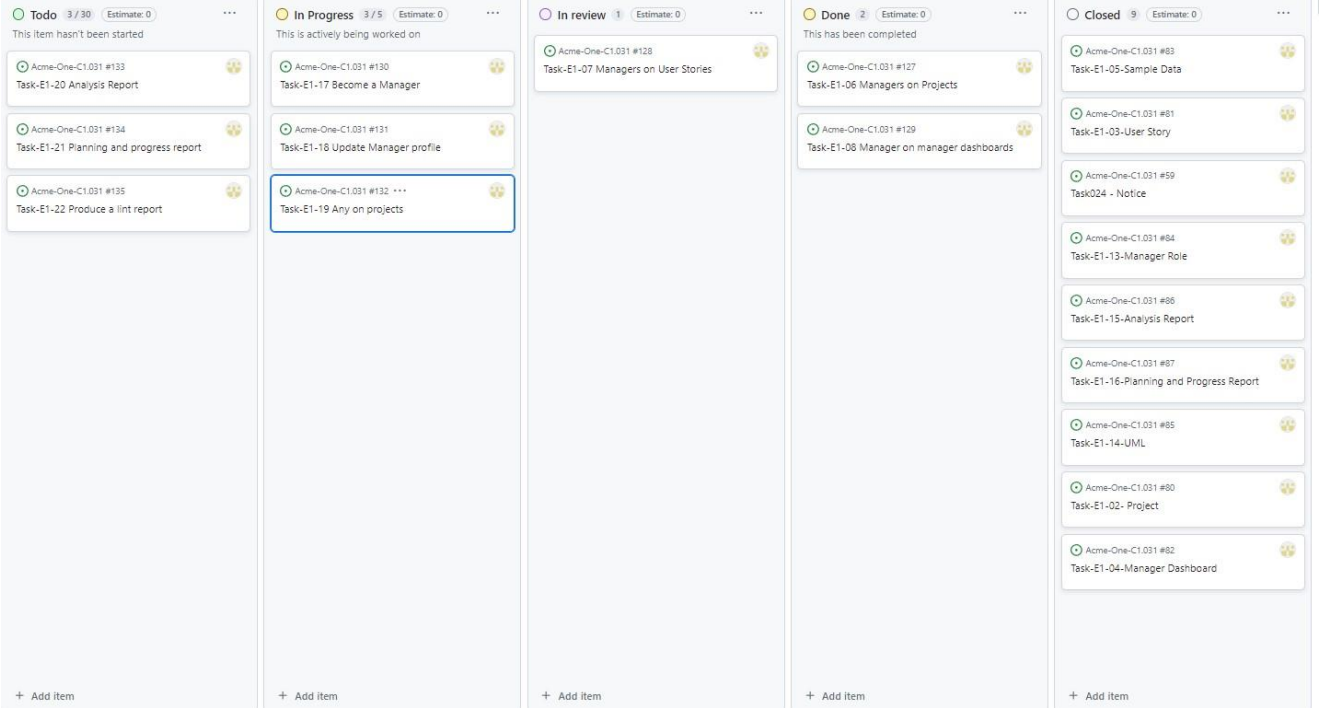 Todo 3 / 30 Estimate: 0
This item hasn't been started
Acme-One-C1.031 #133
Task-E1-20 Analysis Report
Acme-One-C1.031 #134
Task-E1-21 Planning and progress report
Acme-One-C1.031 #135
Task-E1-22 Produce a lint report
+ Add item
In Progress 3 / 5 Estimate: 0
This is actively being worked on
Acme-One-C1.031 #130
Task-E1-17 Become a Manager
Acme-One-C1.031 #131
Task-E1-18 Update Manager profile
Acme-One-C1.031 #132
Task-E1-19 Any on projects
+ Add item
In review 1 Estimate: 0
Acme-One-C1.031 #128
Task-E1-07 Managers on User Stories
+ Add item
Done 2 Estimate: 0
This has been completed
Acme-One-C1.031 #127
Task-E1-06 Managers on Projects
Acme-One-C1.031 #129
Task-E1-08 Manager on manager dashboards
+ Add item
Closed 9 Estimate: 0
Acme-One-C1.031 #83
Task-E1-05-Sample Data
Acme-One-C1.031 #81
Task-E1-03-User Story
Acme-One-C1.031 #59
Task024 - Notice
Acme-One-C1.031 #84
Task-E1-13-Manager Role
Acme-One-C1.031 #86
Task-E1-15-Analysis Report
Acme-One-C1.031 #87
Task-E1-16-Planning and Progress Report
Acme-One-C1.031 #85
Task-E1-14-UML
Acme-One-C1.031 #80
Task-E1-02- Project
Acme-One-C1.031 #82
Task-E1-04-Manager Dashboard
+ Add item